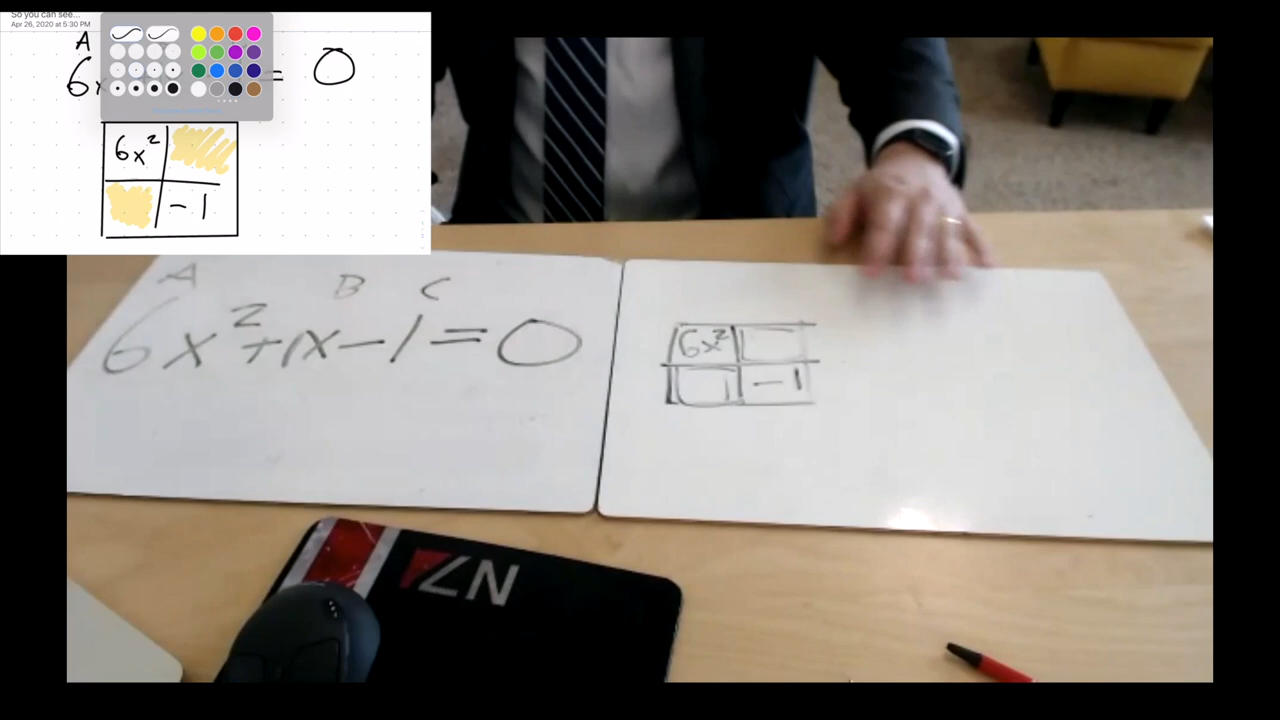 So you can see...
Apr 26, 2020 at 5:30 PM
A
6x = 0
6x²
-1
A B C
6x²+1x-1=0
6x²
-1
N7